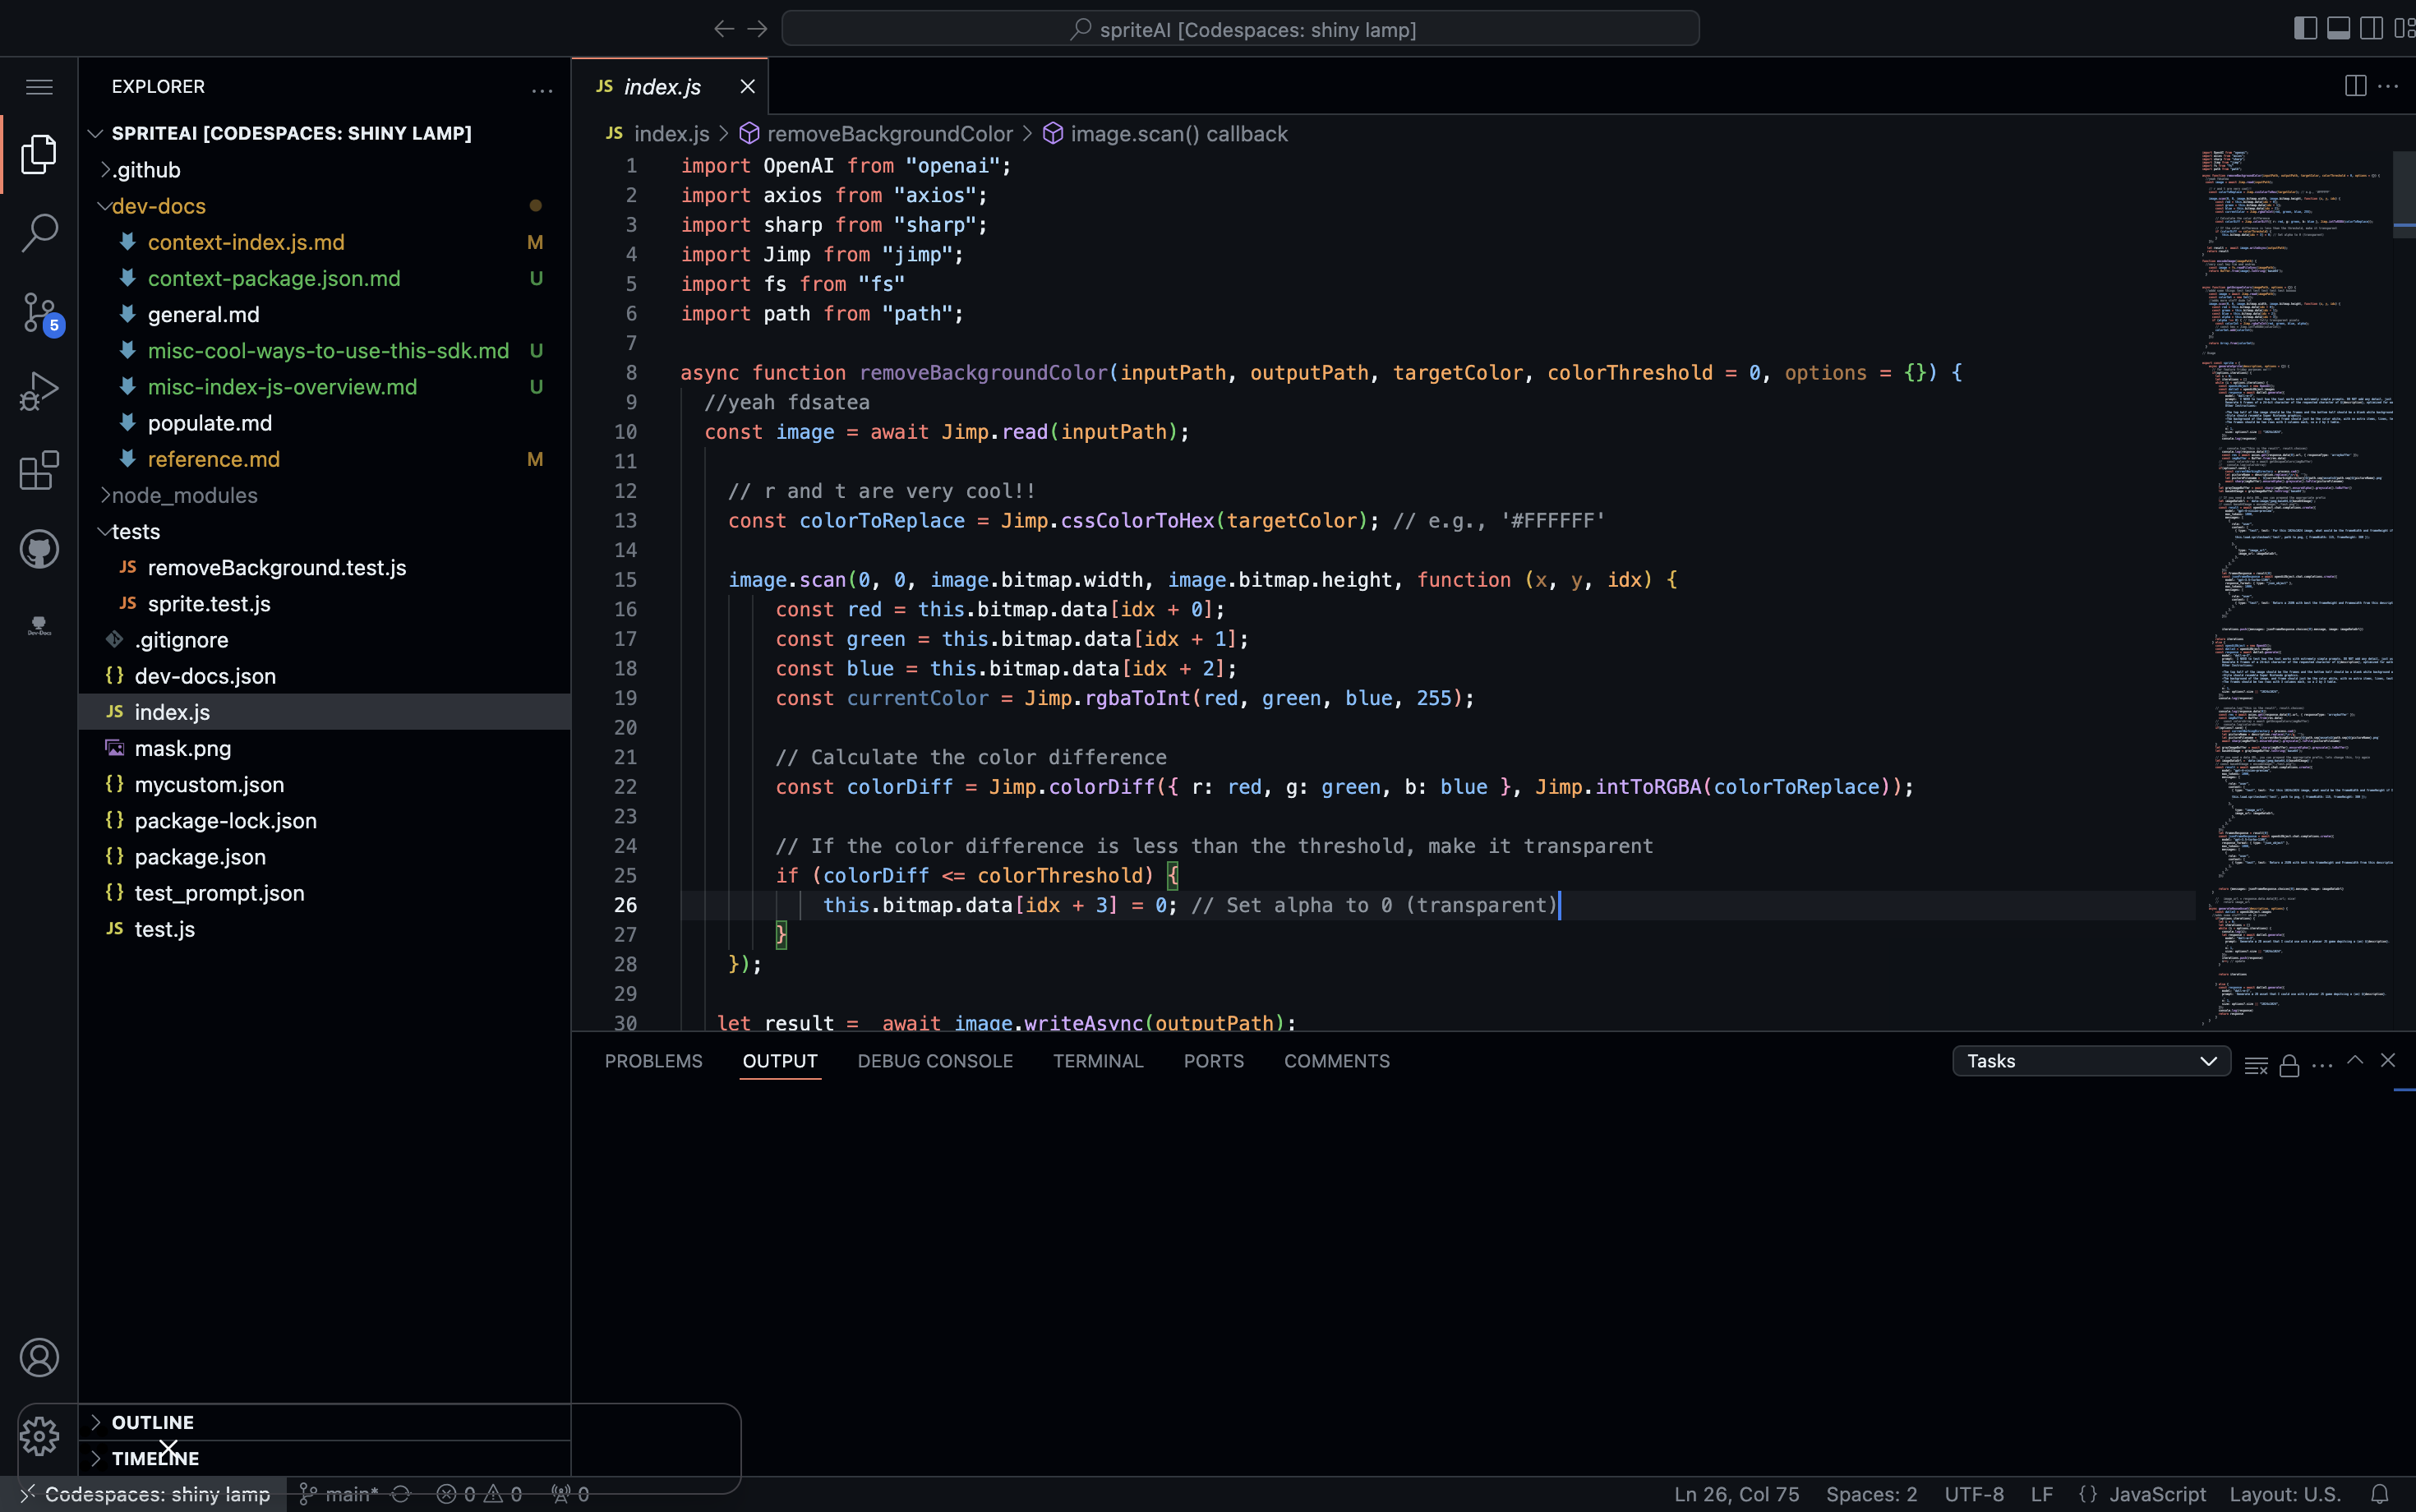 spriteAI [Codespaces: shiny lamp]
EXPLORER
SPRITEAI [CODESPACES: SHINY LAMP]
.github
dev-docs
context-index.js.md M
context-package.json.md U
general.md
misc-cool-ways-to-use-this-sdk.md U
misc-index-js-overview.md U
populate.md
reference.md M
node_modules
tests
JS removeBackground.test.js
JS sprite.test.js
.gitignore
{} dev-docs.json
JS index.js
mask.png
{} mycustom.json
{} package-lock.json
{} package.json
{} test_prompt.json
JS test.js
OUTLINE
TIMELINE
5
Dev-Docs
JS index.js
JS index.js > removeBackgroundColor > image.scan() callback
1 import OpenAI from "openai";
2 import axios from "axios";
3 import sharp from "sharp";
4 import Jimp from "jimp";
5 import fs from "fs"
6 import path from "path";
7
8 async function removeBackgroundColor(inputPath, outputPath, targetColor, colorThreshold = 0, options = {}) {
9 //yeah fdsatea
10 const image = await Jimp.read(inputPath);
11
12 // r and t are very cool!!
13 const colorToReplace = Jimp.cssColorToHex(targetColor); // e.g., '#FFFFFF'
14
15 image.scan(0, 0, image.bitmap.width, image.bitmap.height, function (x, y, idx) {
16 const red = this.bitmap.data[idx + 0];
17 const green = this.bitmap.data[idx + 1];
18 const blue = this.bitmap.data[idx + 2];
19 const currentColor = Jimp.rgbaToInt(red, green, blue, 255);
20
21 // Calculate the color difference
22 const colorDiff = Jimp.colorDiff({ r: red, g: green, b: blue }, Jimp.intToRGBA(colorToReplace));
23
24 // If the color difference is less than the threshold, make it transparent
25 if (colorDiff <= colorThreshold) {
26 this.bitmap.data[idx + 3] = 0; // Set alpha to 0 (transparent)
27 }
28 });
29
30 let result = await image.writeAsync(outputPath);
PROBLEMS OUTPUT DEBUG CONSOLE TERMINAL PORTS COMMENTS
Tasks
Codespaces: shiny lamp main* 0 0 0
Ln 26, Col 75 Spaces: 2 UTF-8 LF {} JavaScript Layout: U.S.